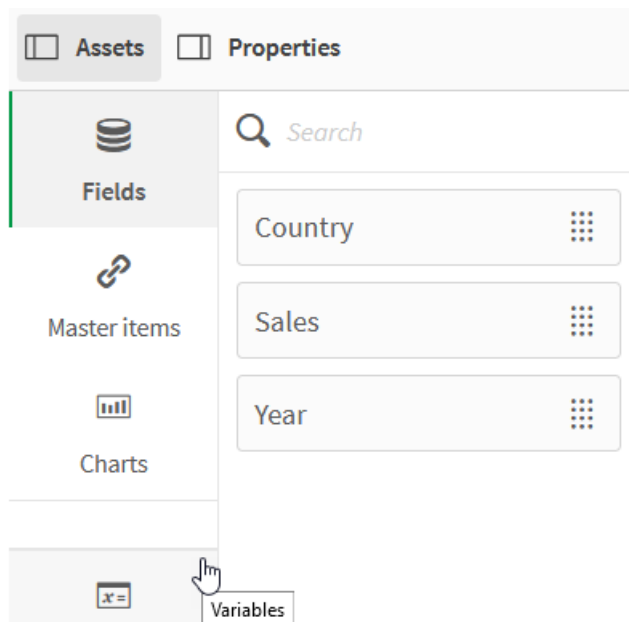 Assets Properties
Search
Fields
Country
Master items
Sales
Year
Charts
x=
Variables